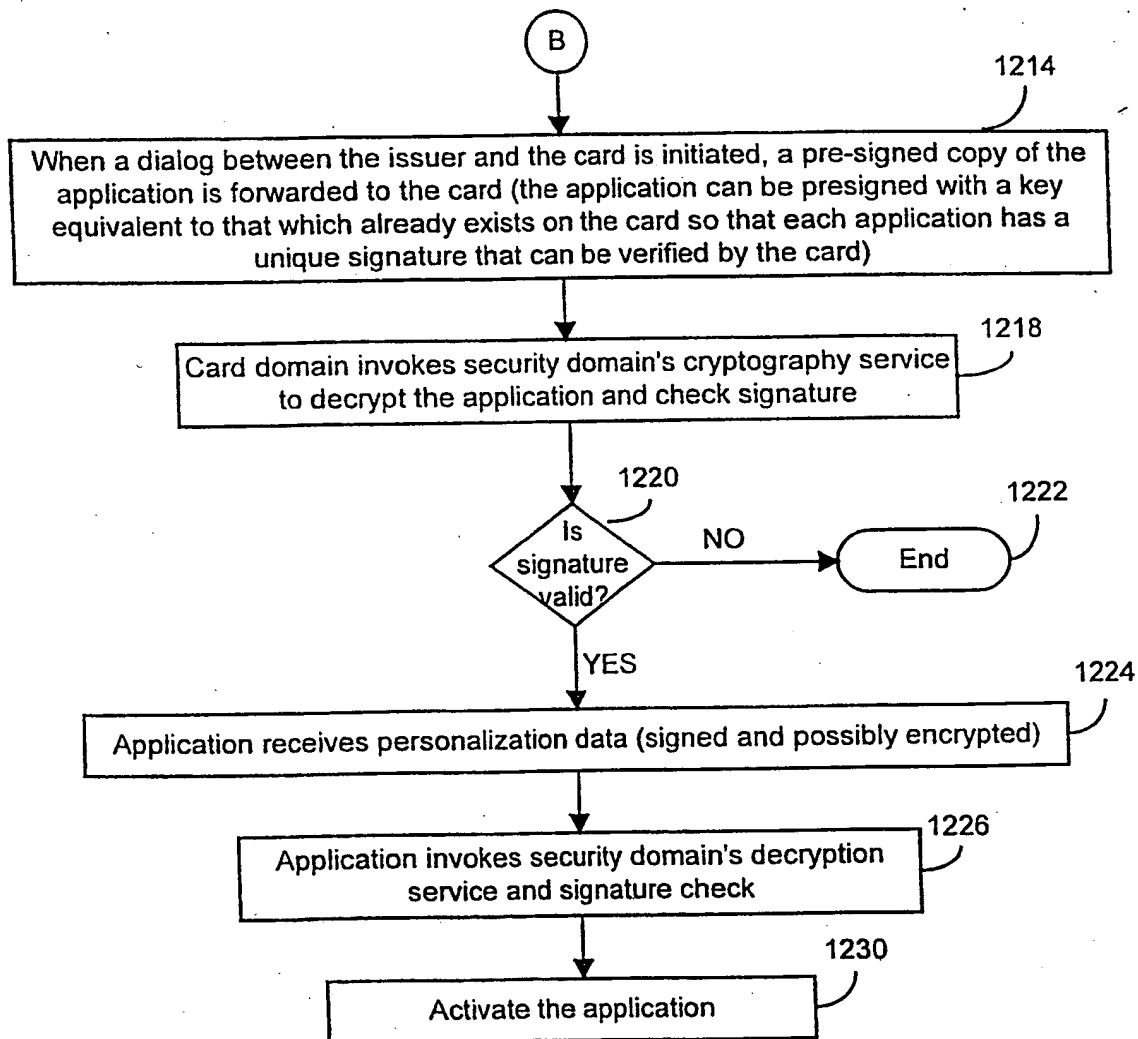 B
1214
When a dialog between the issuer and the card is initiated, a pre-signed copy of the
application is forwarded to the card (the application can be presigned with a key
equivalent to that which already exists on the card so that each application has a
unique signature that can be verified by the card)
1218
Card domain invokes security domain's cryptography service
to decrypt the application and check signature
1220
Is
signature
valid?
NO
1222
End
YES
1224
Application receives personalization data (signed and possibly encrypted)
1226
Application invokes security domain's decryption
service and signature check
1230
Activate the application